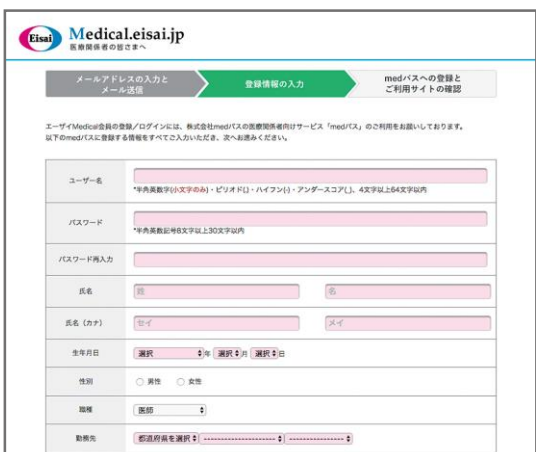 Eisai
Medical.eisai.jp
医療関係者の皆さまへ
メールアドレスの入力と
メール送信
登録情報の入力
medパスへの登録と
ご利用サイトの確認
エーザイMedical会員の登録/ログインには、株式会社medパスの医療関係者向けサービス「medパス」のご利用をお願いしております。
以下のmedパスに登録する情報をすべてご入力いただき、次へお進みください。
ユーザー名
*半角英数字(小文字のみ)・ピリオド(.)・ハイフン(-)・アンダースコア(_)、4文字以上64文字以内
パスワード
*半角英数記号8文字以上30文字以内
パスワード再入力
氏名 姓 名
氏名 (カナ) セイ メイ
生年月日 選択 年 選択 月 選択 日
性別 男性 女性
職種 医師
勤務先 都道府県を選択 ---------------------- ----------------